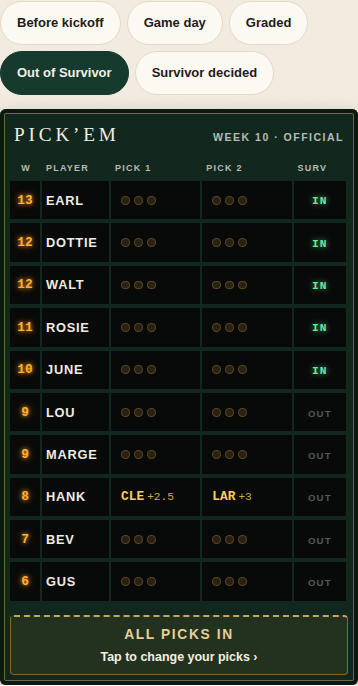 Before kickoff Game day Graded
Out of Survivor Survivor decided
PICK’EM WEEK 10 · OFFICIAL
W PLAYER PICK 1 PICK 2 SURV
13 EARL IN
12 DOTTIE IN
12 WALT IN
11 ROSIE IN
10 JUNE IN
9 LOU OUT
9 MARGE OUT
8 HANK CLE +2.5 LAR +3 OUT
7 BEV OUT
6 GUS OUT
ALL PICKS IN
Tap to change your picks ›